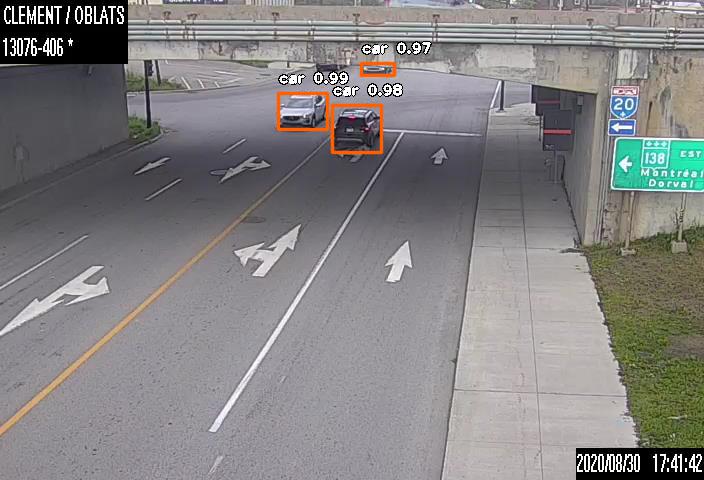 CLEMENT / OBLATS
13076-406 *
car 0.97
car 0.99
car 0.98
20
138 EST
Montréal
Dorval
2020/08/30 17:41:42